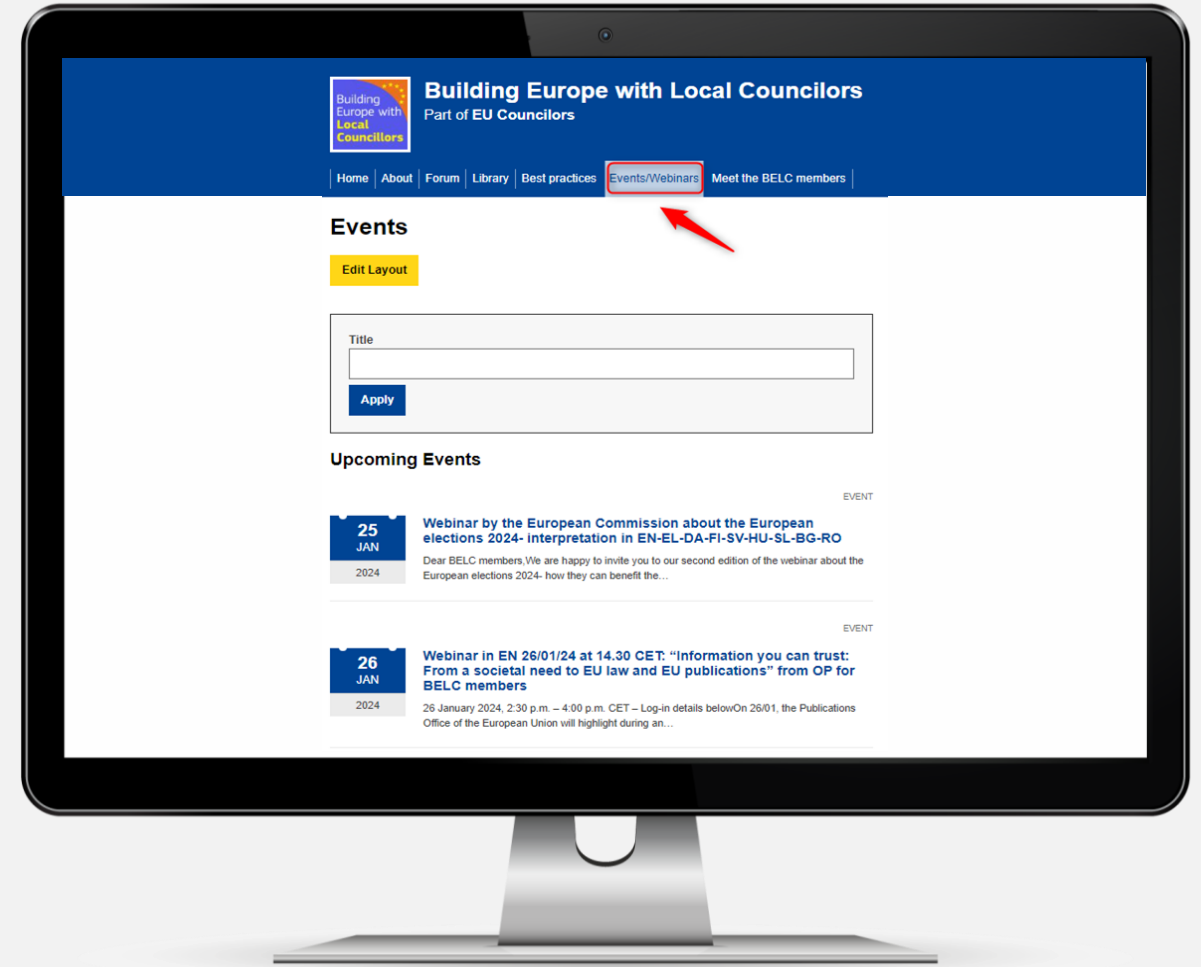 Building
Europe with
Local
Councillors
Building Europe with Local Councilors
Part of EU Councilors
Home About Forum Library Best practices Events/Webinars Meet the BELC members
Events
Edit Layout
Title
Apply
Upcoming Events
EVENT
25
JAN
2024
Webinar by the European Commission about the European
elections 2024- interpretation in EN-EL-DA-FI-SV-HU-SL-BG-RO
Dear BELC members,We are happy to invite you to our second edition of the webinar about the
European elections 2024- how they can benefit the…
EVENT
26
JAN
2024
Webinar in EN 26/01/24 at 14.30 CET: “Information you can trust:
From a societal need to EU law and EU publications” from OP for
BELC members
26 January 2024, 2:30 p.m. – 4:00 p.m. CET – Log-in details belowOn 26/01, the Publications
Office of the European Union will highlight during an…